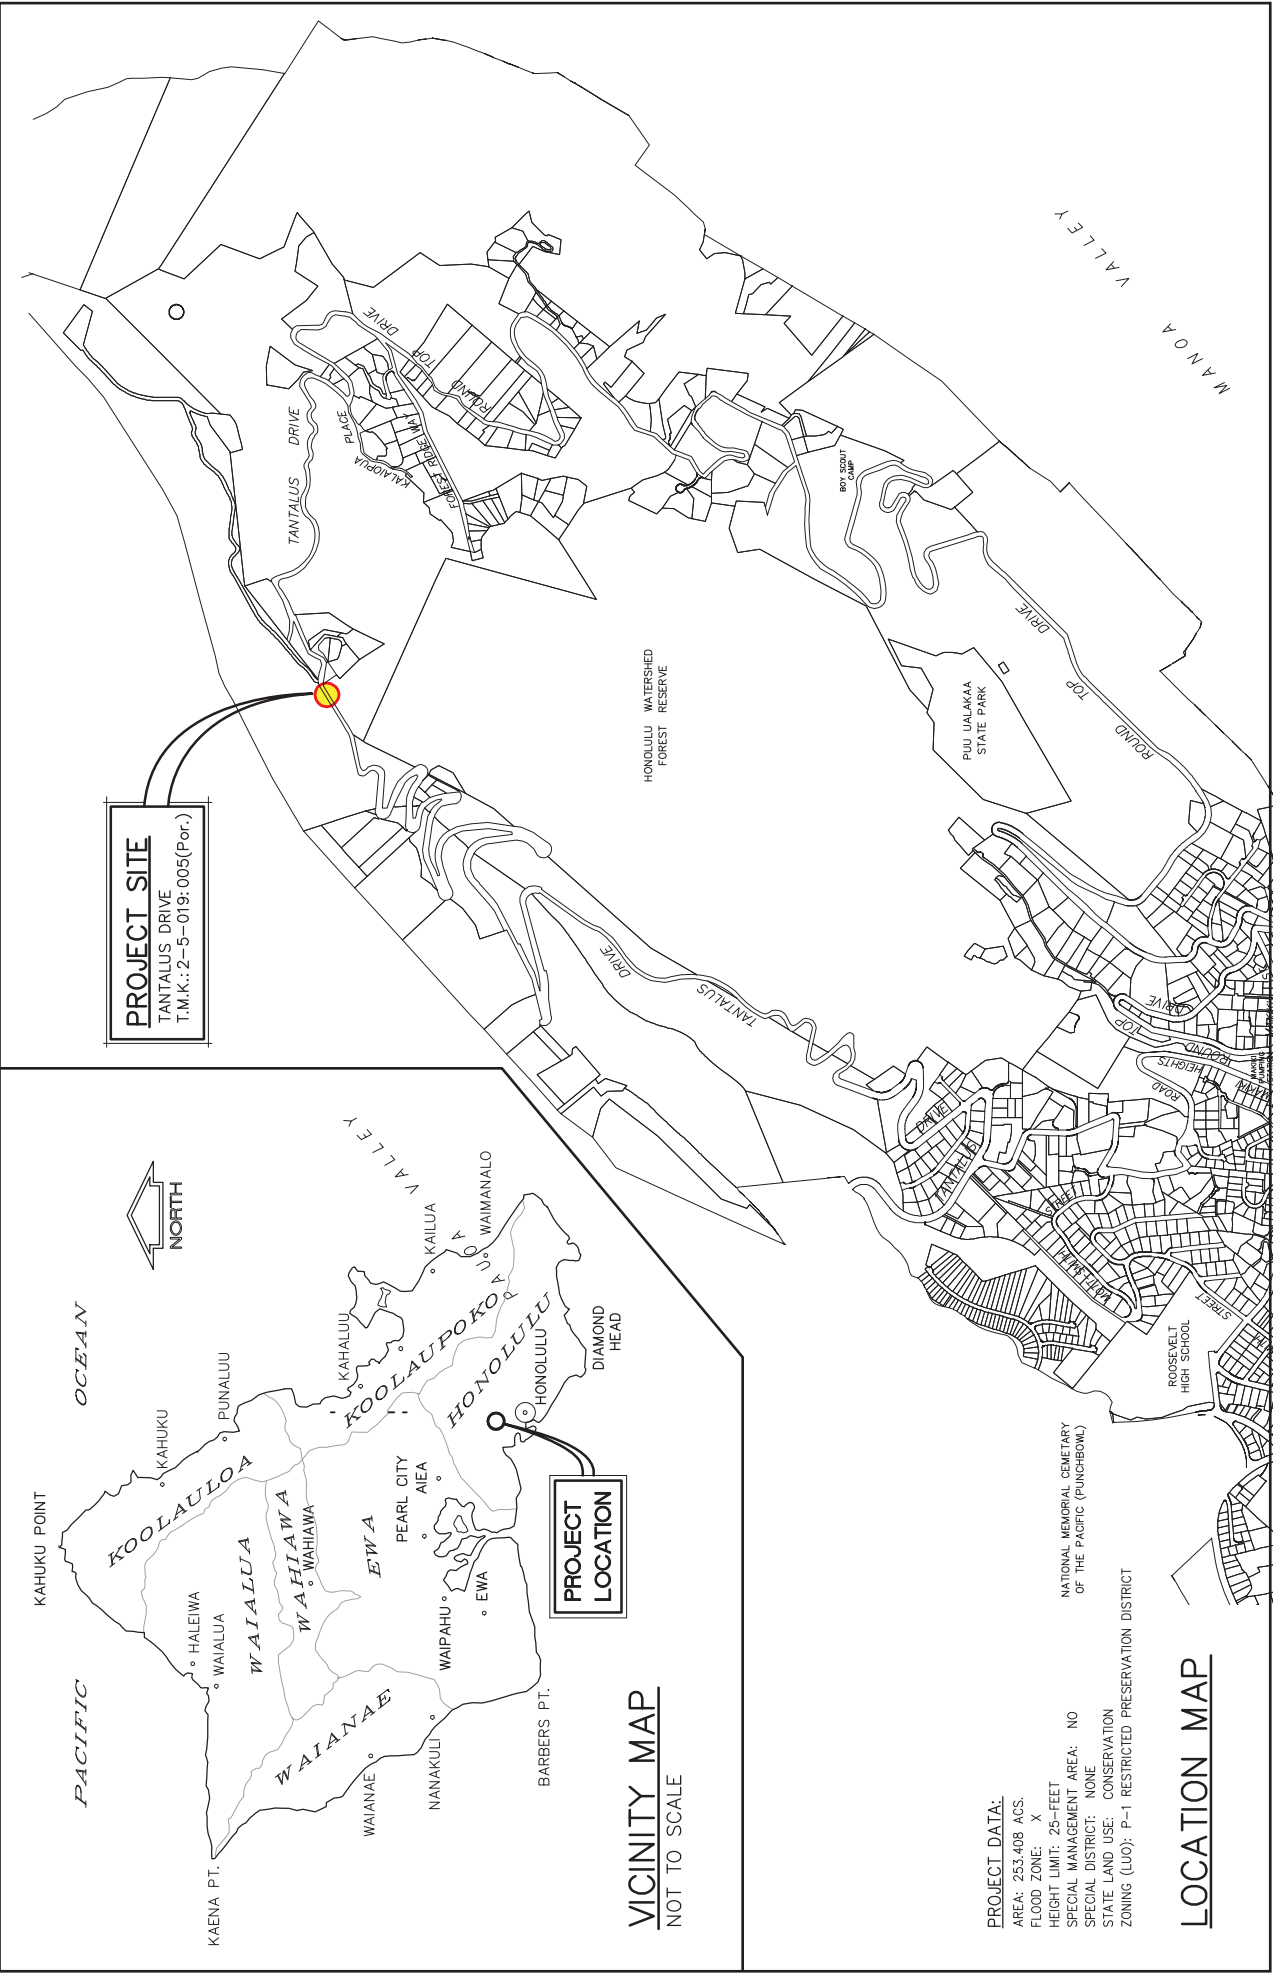 PROJECT SITE
TANTALUS DRIVE
T.M.K.: 2-5-019: 005(Por.)
TANTALUS DRIVE
KALAIOPUA PLACE
FOREST RIDGE WAY
ROUND TOP DRIVE
BOY SCOUT
CAMP
HONOLULU WATERSHED
FOREST RESERVE
PUU UALAKAA
STATE PARK
ROUND TOP DRIVE
MANOA VALLEY
TANTALUS DRIVE
TANTALUS DRIVE
ROUND TOP DRIVE
MAKIKI HEIGHTS
ROAD
STREET
STREET
ROOSEVELT
HIGH SCHOOL
NATIONAL MEMORIAL CEMETARY
OF THE PACIFIC (PUNCHBOWL)
NORTH
PACIFIC OCEAN
KAHUKU POINT
KAHUKU
PUNALUU
KAHALUU
KAILUA
WAIMANALO
PAUOA VALLEY
KOOLAULOA
KOOLAUPOKO
HONOLULU
HONOLULU
DIAMOND
HEAD
HALEIWA
WAIALUA
WAIALUA
WAHIAWA
WAHIAWA
EWA
PEARL CITY
AIEA
WAIPAHU
EWA
WAIANAE
WAIANAE
NANAKULI
KAENA PT.
BARBERS PT.
PROJECT
LOCATION
VICINITY MAP
NOT TO SCALE
PROJECT DATA:
AREA: 253.408 ACS.
FLOOD ZONE: X
HEIGHT LIMIT: 25-FEET
SPECIAL MANAGEMENT AREA: NO
SPECIAL DISTRICT: NONE
STATE LAND USE: CONSERVATION
ZONING (LUO): P-1 RESTRICTED PRESERVATION DISTRICT
LOCATION MAP